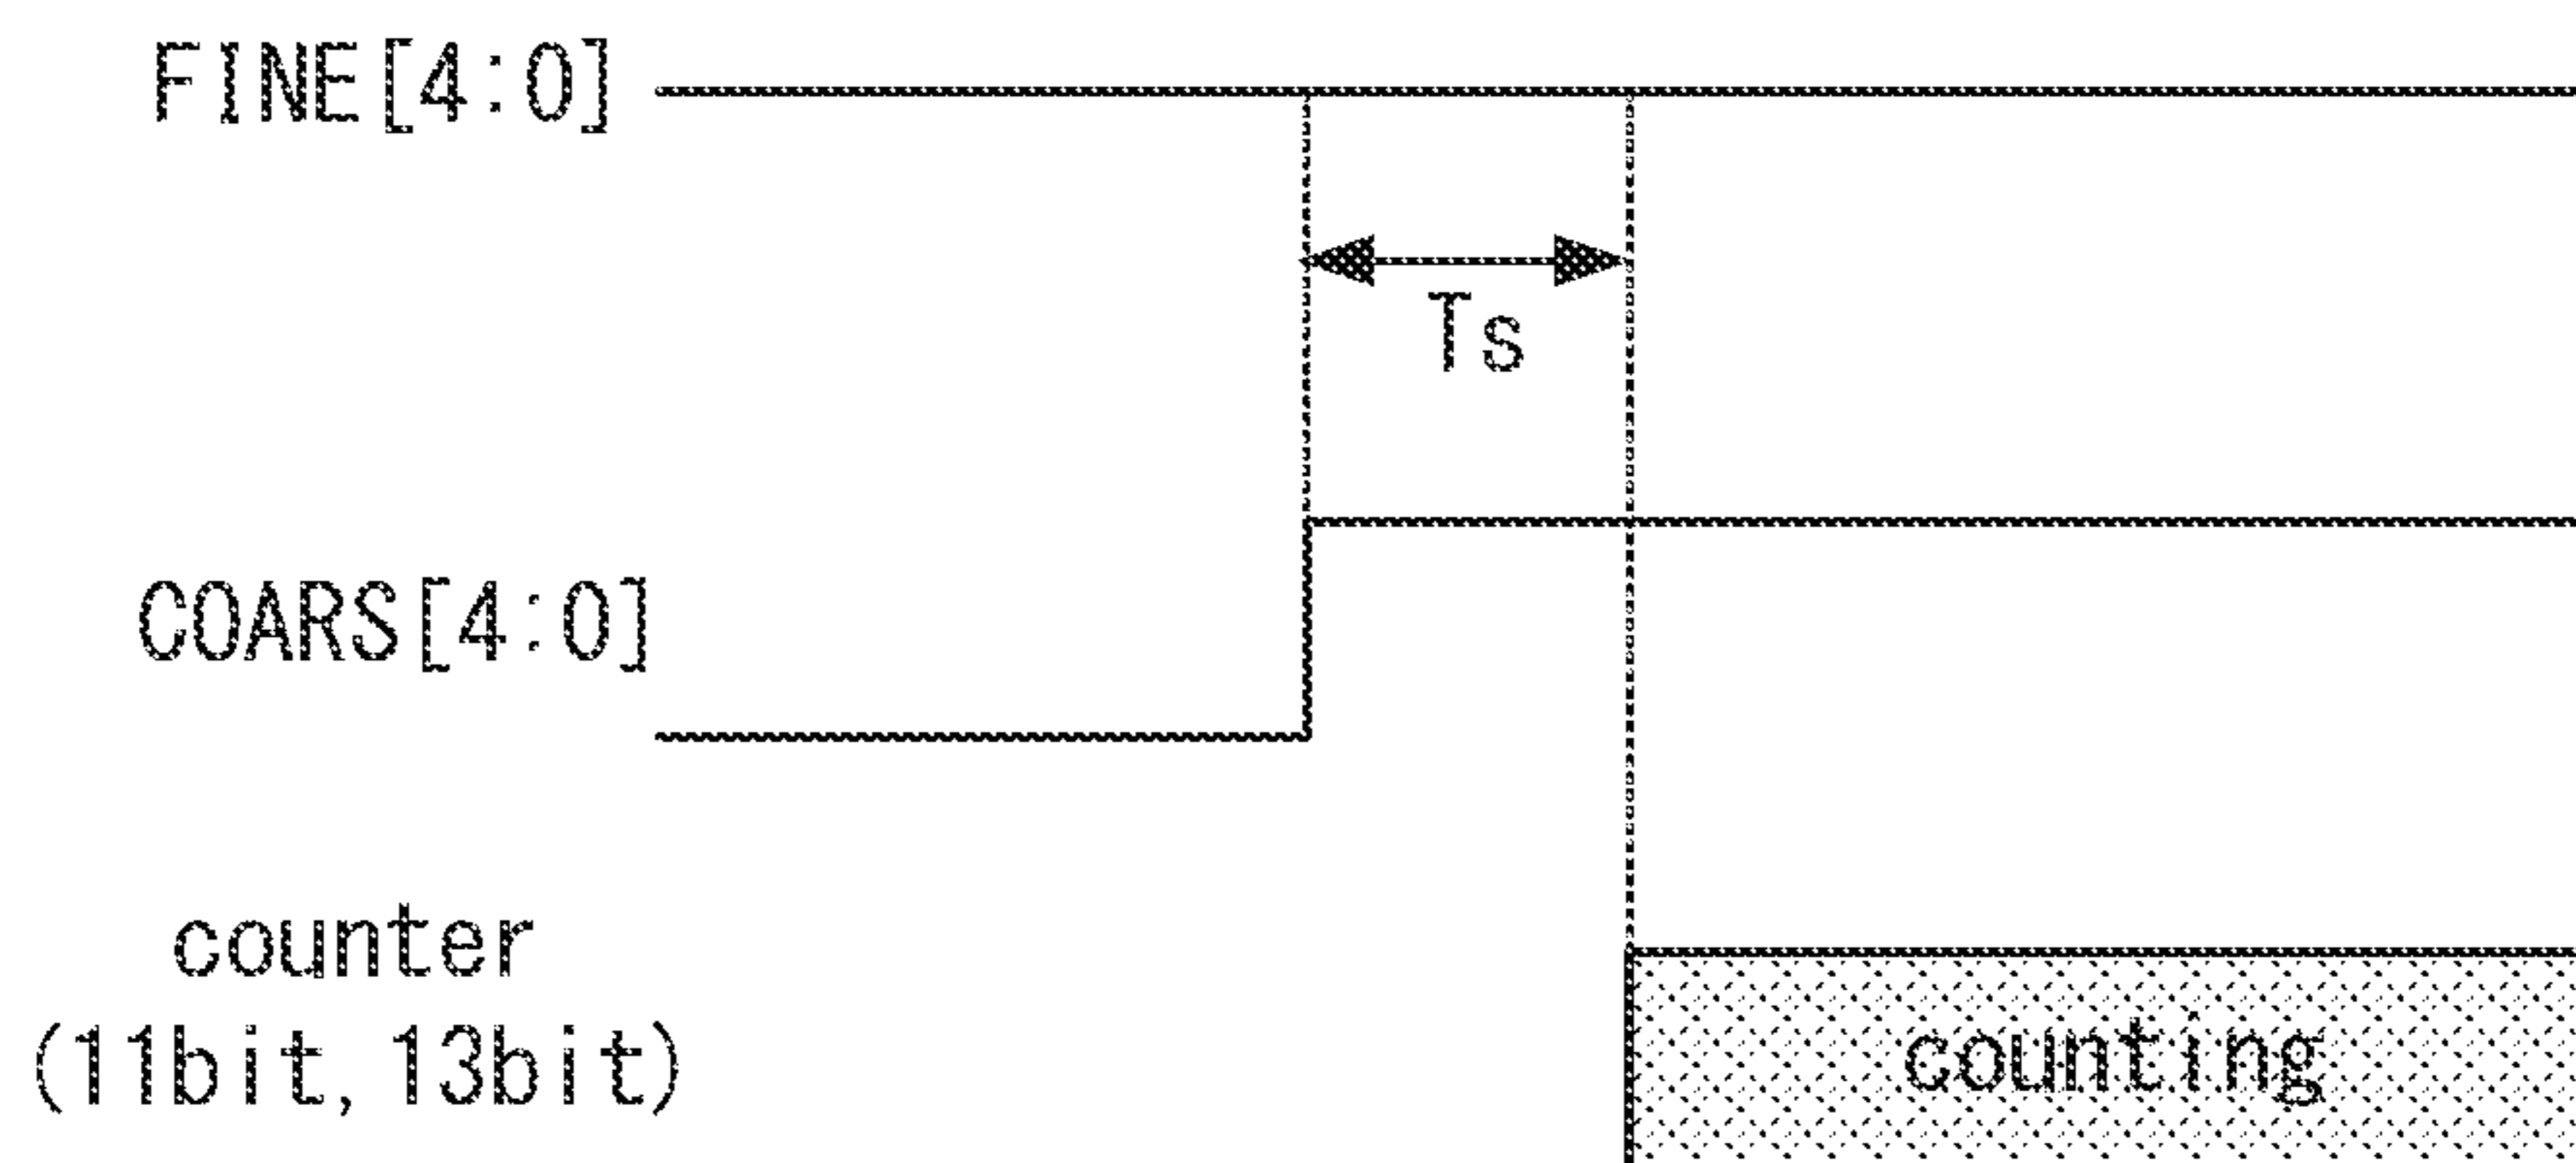 FINE[4:0]
Ts
COARS[4:0]
counter
(11bit,13bit)
counting